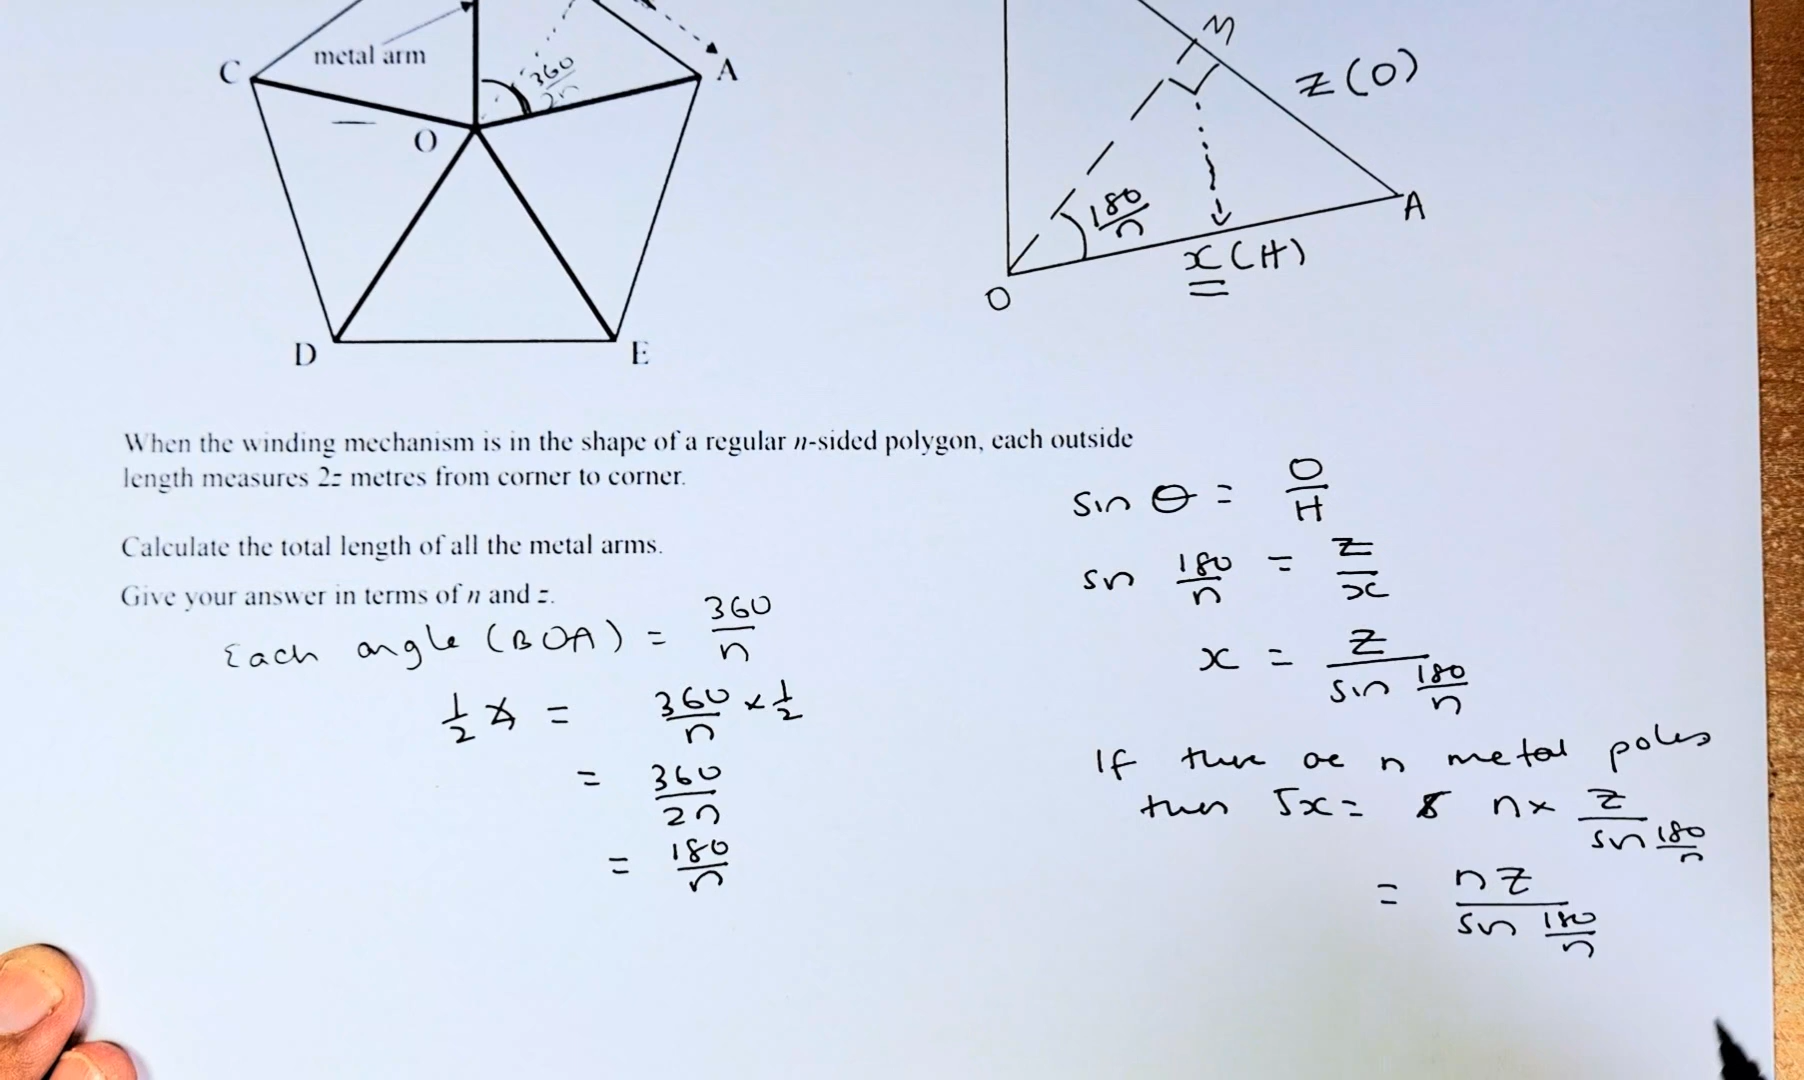 metal arm
C
A
O
360
2n
D
E
M
z (O)
180
n
A
x (H)
O
When the winding mechanism is in the shape of a regular n-sided polygon, each outside
length measures 2z metres from corner to corner.
Calculate the total length of all the metal arms.
Give your answer in terms of n and z.
Each angle (BOA) = 360/n
1/2 ∡ = 360/n × 1/2
= 360/2n
= 180/n
sin θ = O/H
sin 180/n = z/x
x = z / sin 180/n
If there are n metal poles
then 5x = n × z / sin 180/n
= nz / sin 180/n